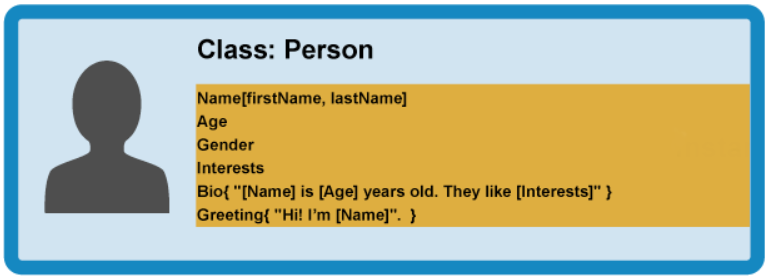 Class: Person
Name[firstName, lastName]
Age
Gender
Interests
Bio{ "[Name] is [Age] years old. They like [Interests]" }
Greeting{ "Hi! I’m [Name]".  }